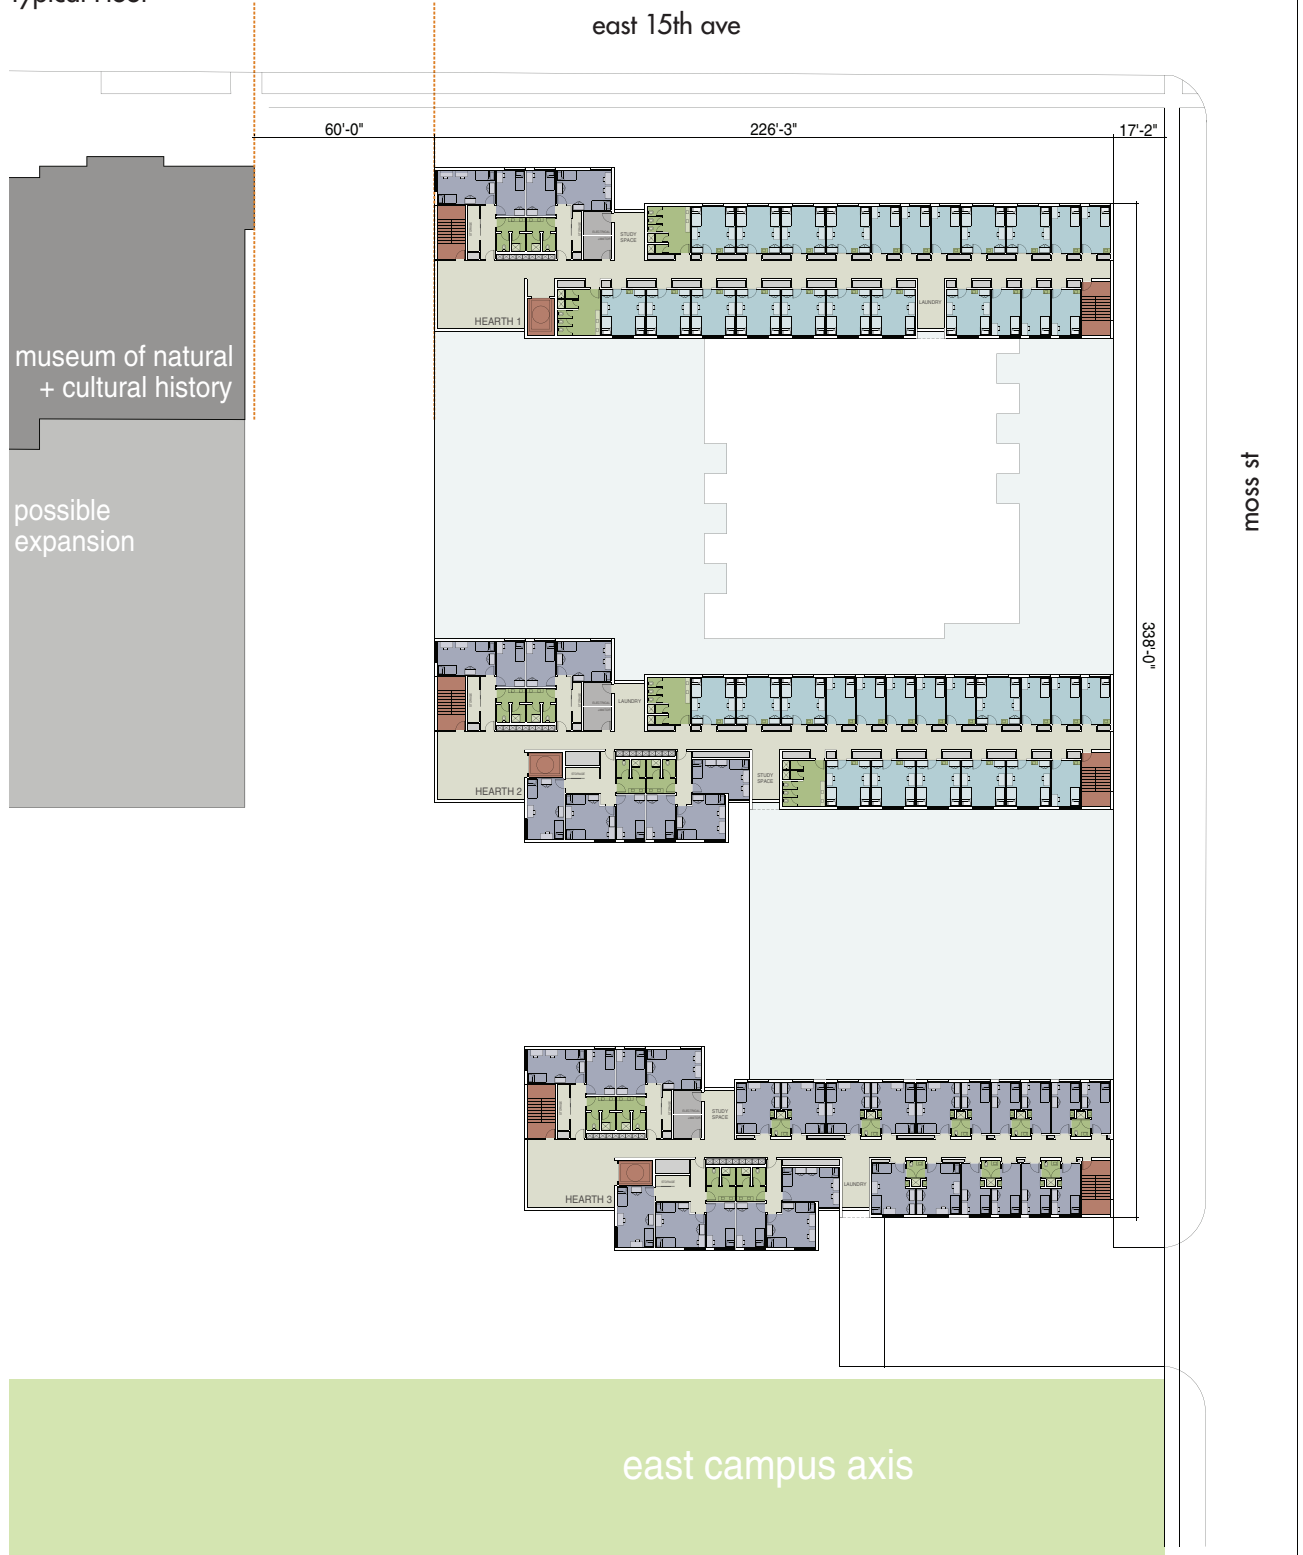 east 15th ave
60'-0"
226'-3"
17'-2"
STUDY
SPACE
HEARTH 1
LAUNDRY
museum of natural
+ cultural history
possible
expansion
moss st
338'-0"
LAUNDRY
HEARTH 2
STUDY
SPACE
STUDY
SPACE
HEARTH 3
LAUNDRY
east campus axis